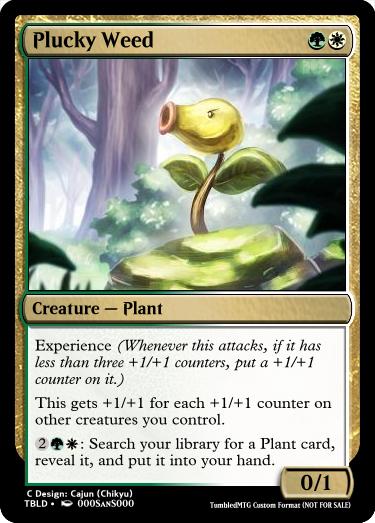 Plucky Weed
Creature — Plant
Experience (Whenever this attacks, if it has
less than three +1/+1 counters, put a +1/+1
counter on it.)
This gets +1/+1 for each +1/+1 counter on
other creatures you control.
2: Search your library for a Plant card,
reveal it, and put it into your hand.
0/1
C Design: Cajun (Chikyu)
TBLD • 000SANS000
TumbledMTG Custom Format (NOT FOR SALE)